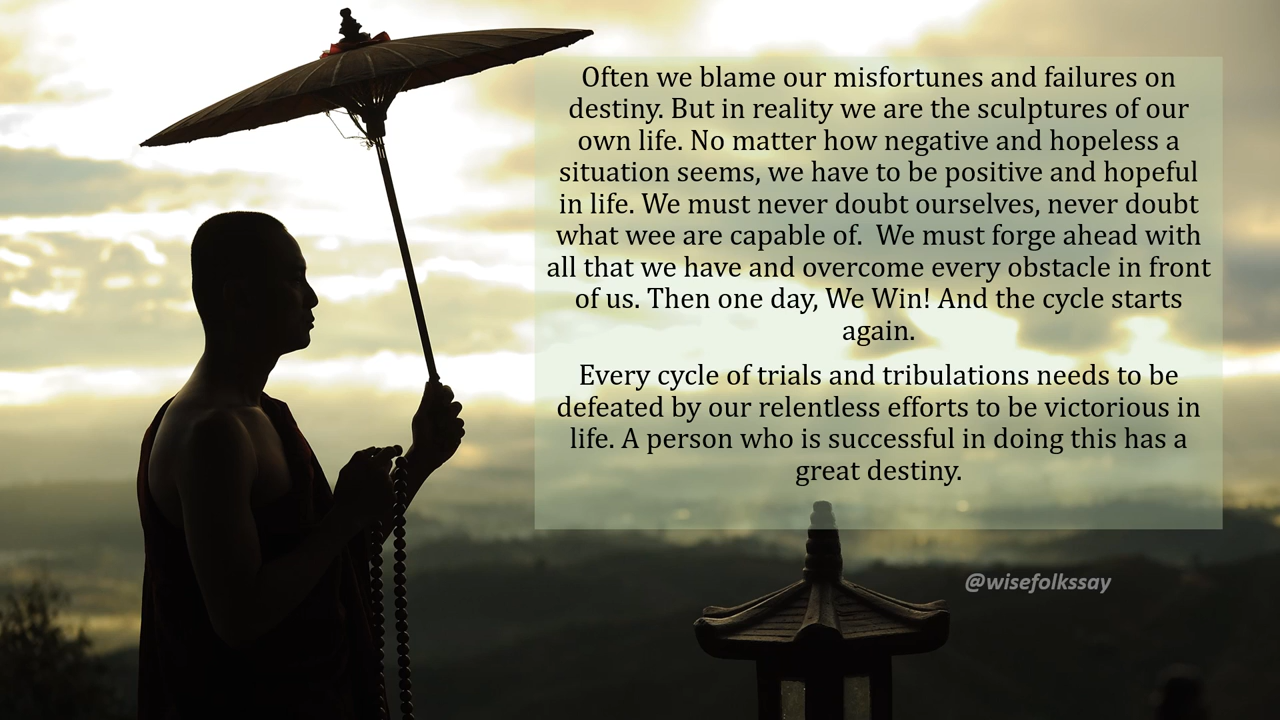 Often we blame our misfortunes and failures on
destiny. But in reality we are the sculptures of our
own life. No matter how negative and hopeless a
situation seems, we have to be positive and hopeful
in life. We must never doubt ourselves, never doubt
what wee are capable of.  We must forge ahead with
all that we have and overcome every obstacle in front
of us. Then one day, We Win! And the cycle starts
again.
Every cycle of trials and tribulations needs to be
defeated by our relentless efforts to be victorious in
life. A person who is successful in doing this has a
great destiny.
@wisefolkssay